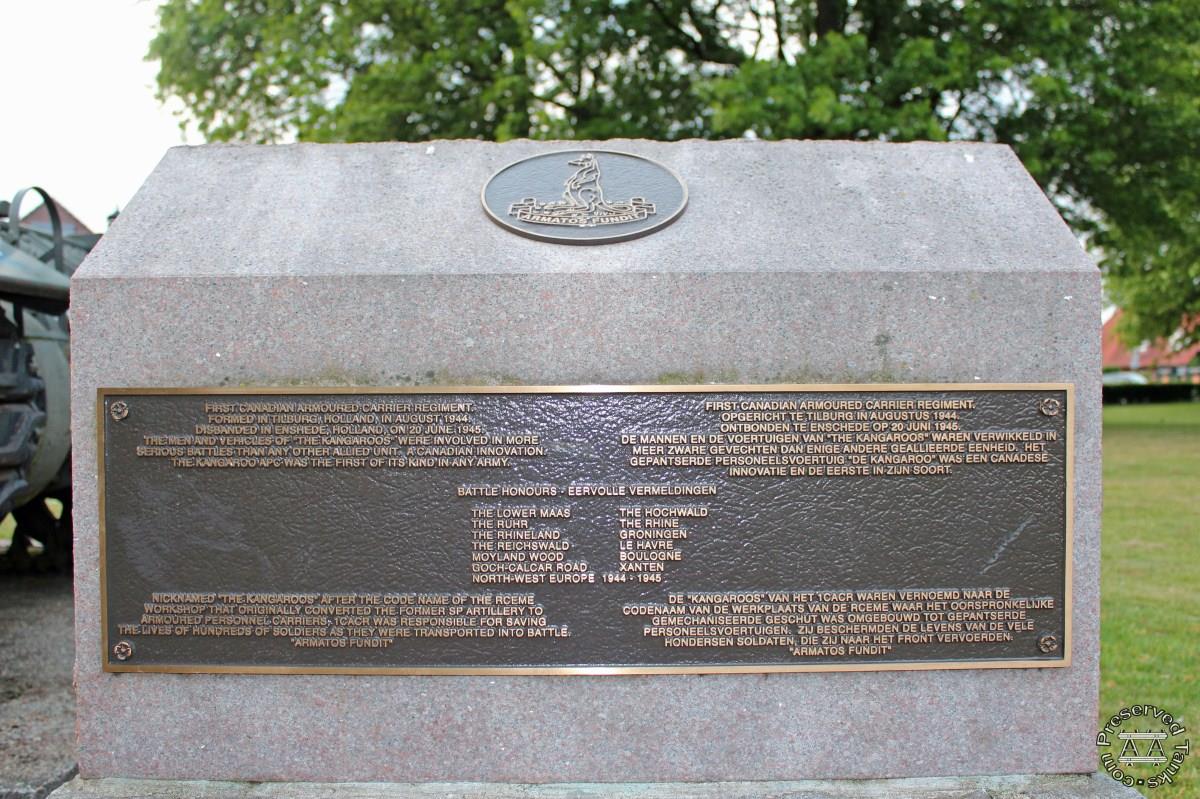 ARMATOS FUNDIT
FIRST CANADIAN ARMOURED CARRIER REGIMENT.
FORMED IN TILBURG, HOLLAND, IN AUGUST 1944.
DISBANDED IN ENSHEDE, HOLLAND, ON 20 JUNE 1945.
THE MEN AND VEHICLES OF "THE KANGAROOS" WERE INVOLVED IN MORE
SERIOUS BATTLES THAN ANY OTHER ALLIED UNIT. A CANADIAN INNOVATION.
THE KANGAROO APC WAS THE FIRST OF ITS KIND IN ANY ARMY.
FIRST CANADIAN ARMOURED CARRIER REGIMENT.
OPGERICHT TE TILBURG IN AUGUSTUS 1944.
ONTBONDEN TE ENSCHEDE OP 20 JUNI 1945.
DE MANNEN EN DE VOERTUIGEN VAN "THE KANGAROOS" WAREN VERWIKKELD IN
MEER ZWARE GEVECHTEN DAN ENIGE ANDERE GEALLIEERDE EENHEID. HET
GEPANTSERDE PERSONEELSVOERTUIG "DE KANGAROO" WAS EEN CANADESE
INNOVATIE EN DE EERSTE IN ZIJN SOORT.
BATTLE HONOURS - EERVOLLE VERMELDINGEN
THE LOWER MAAS THE HOCHWALD
THE RUHR THE RHINE
THE RHINELAND GRONINGEN
THE REICHSWALD LE HAVRE
MOYLAND WOOD BOULOGNE
GOCH-CALCAR ROAD XANTEN
NORTH-WEST EUROPE 1944 - 1945
NICKNAMED "THE KANGAROOS" AFTER THE CODE NAME OF THE RCEME
WORKSHOP THAT ORIGINALLY CONVERTED THE FORMER SP ARTILLERY TO
ARMOURED PERSONNEL CARRIERS, 1CACR WAS RESPONSIBLE FOR SAVING
THE LIVES OF HUNDREDS OF SOLDIERS AS THEY WERE TRANSPORTED INTO BATTLE.
"ARMATOS FUNDIT"
DE "KANGAROOS" VAN HET 1CACR WAREN VERNOEMD NAAR DE
CODENAAM VAN DE WERKPLAATS VAN DE RCEME WAAR HET OORSPRONKELIJKE
GEMECHANISEERDE GESCHUT WAS OMGEBOUWD TOT GEPANTSERDE
PERSONEELSVOERTUIGEN. ZIJ BESCHERMDEN DE LEVENS VAN DE VELE
HONDERSEN SOLDATEN, DIE ZIJ NAAR HET FRONT VERVOERDEN.
"ARMATOS FUNDIT"
Preserved Tanks.com